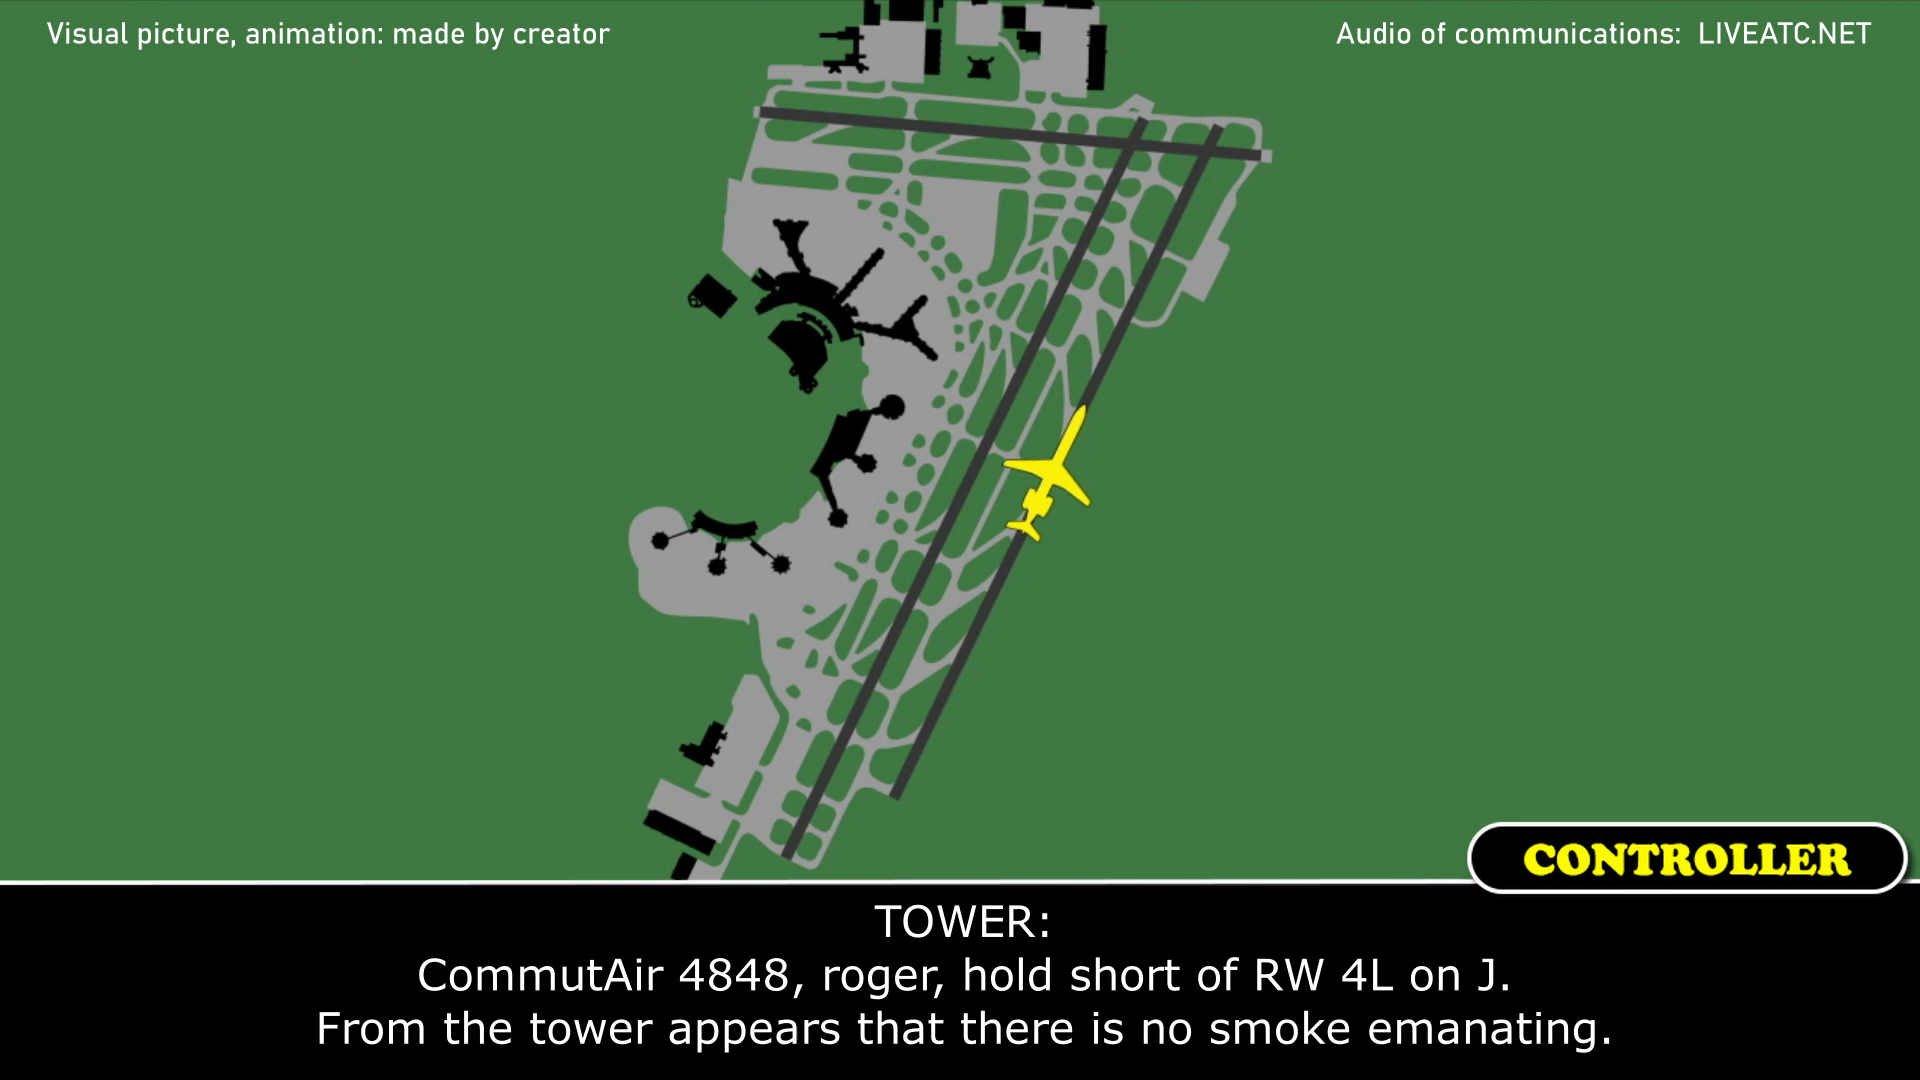 Visual picture, animation: made by creator
Audio of communications: LIVEATC.NET
CONTROLLER
TOWER:
CommutAir 4848, roger, hold short of RW 4L on J.
From the tower appears that there is no smoke emanating.